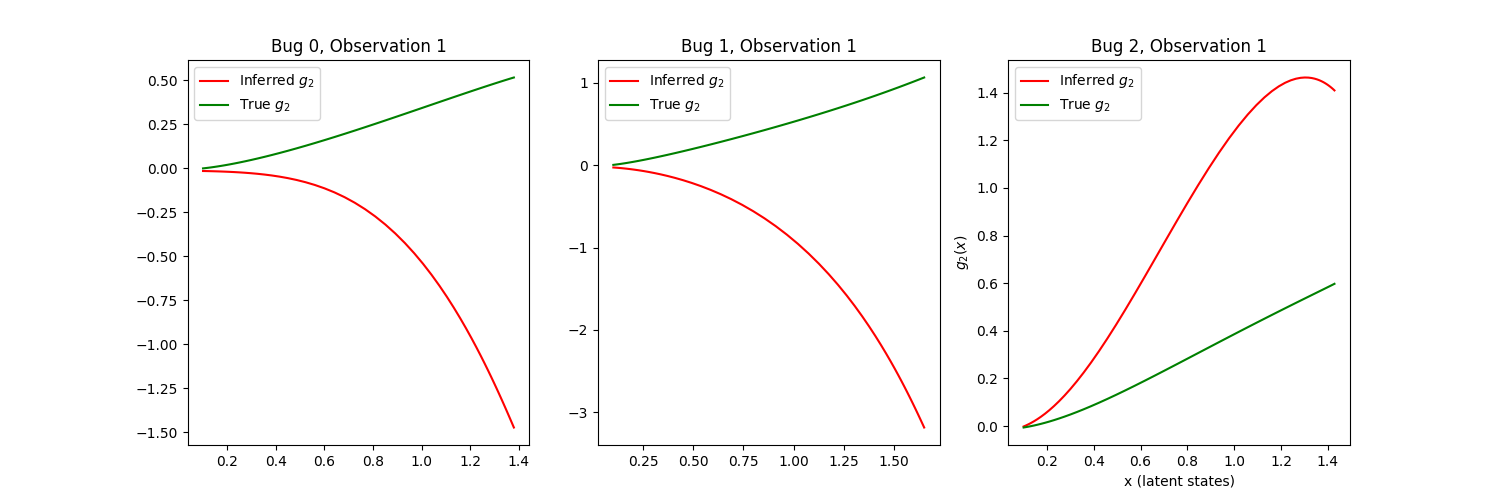 Bug 0, Observation 1
Inferred g₂
True g₂
0.50
0.25
0.00
−0.25
−0.50
−0.75
−1.00
−1.25
−1.50
0.2 0.4 0.6 0.8 1.0 1.2 1.4
Bug 1, Observation 1
Inferred g₂
True g₂
1
0
−1
−2
−3
0.25 0.50 0.75 1.00 1.25 1.50
Bug 2, Observation 1
Inferred g₂
True g₂
g₂(x)
1.4
1.2
1.0
0.8
0.6
0.4
0.2
0.0
0.2 0.4 0.6 0.8 1.0 1.2 1.4
x (latent states)